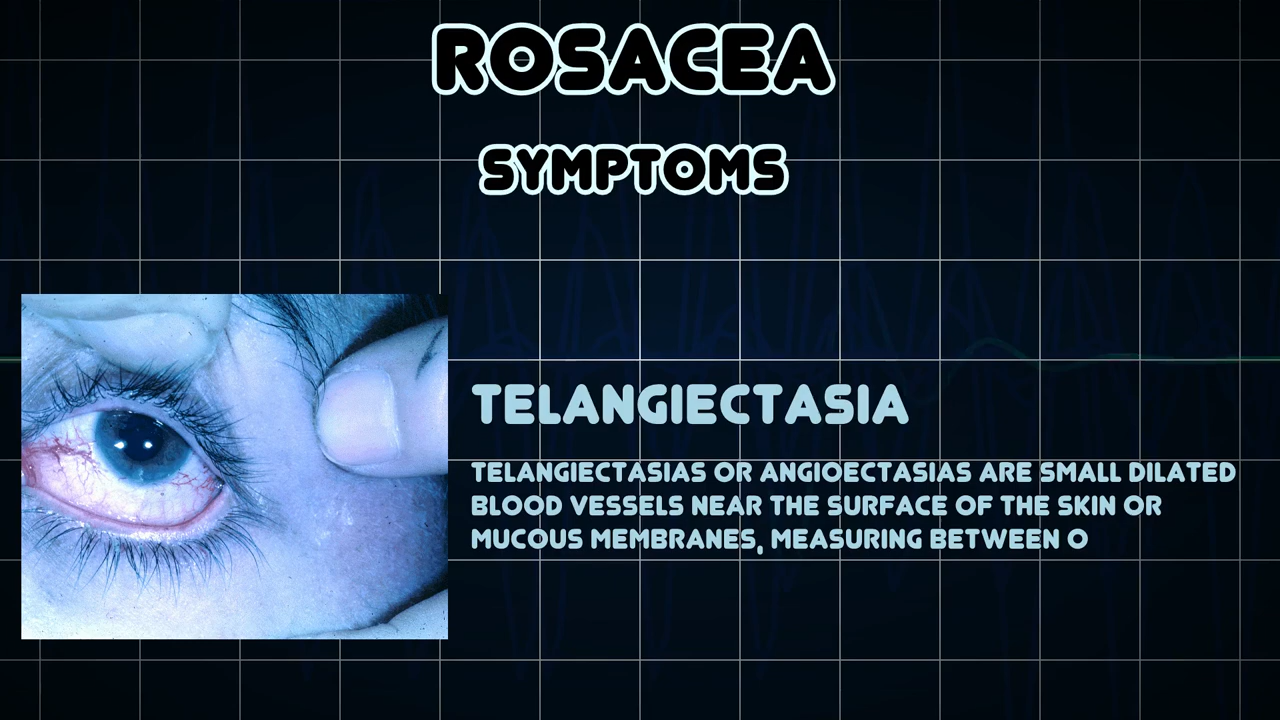 ROSACEA
SYMPTOMS
TELANGIECTASIA
TELANGIECTASIAS OR ANGIOECTASIAS ARE SMALL DILATED
BLOOD VESSELS NEAR THE SURFACE OF THE SKIN OR
MUCOUS MEMBRANES, MEASURING BETWEEN 0